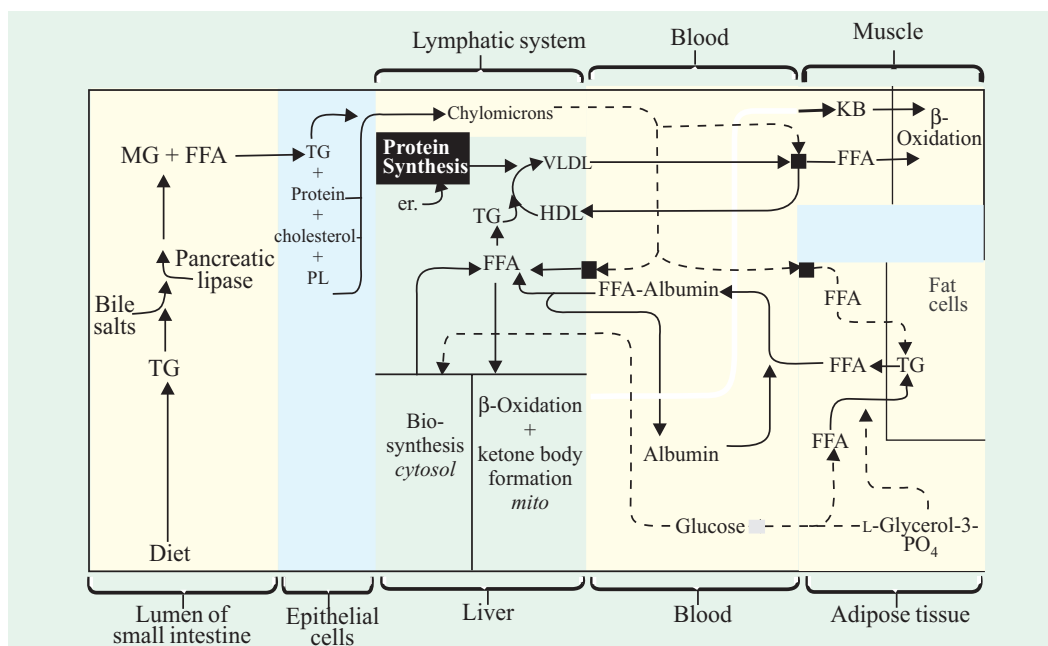 Lymphatic system
Blood
Muscle
Chylomicrons
KB
β-
Oxidation
MG + FFA
TG
+
Protein
+
cholesterol-
+
PL
Protein
Synthesis
er.
VLDL
FFA
TG
HDL
FFA
Pancreatic
lipase
Bile
salts
TG
FFA-Albumin
FFA
Fat
cells
FFA
TG
Bio-
synthesis
cytosol
β-Oxidation
+
ketone body
formation
mito
Albumin
FFA
Glucose
L-Glycerol-3-
PO4
Diet
Lumen of
small intestine
Epithelial
cells
Liver
Blood
Adipose tissue